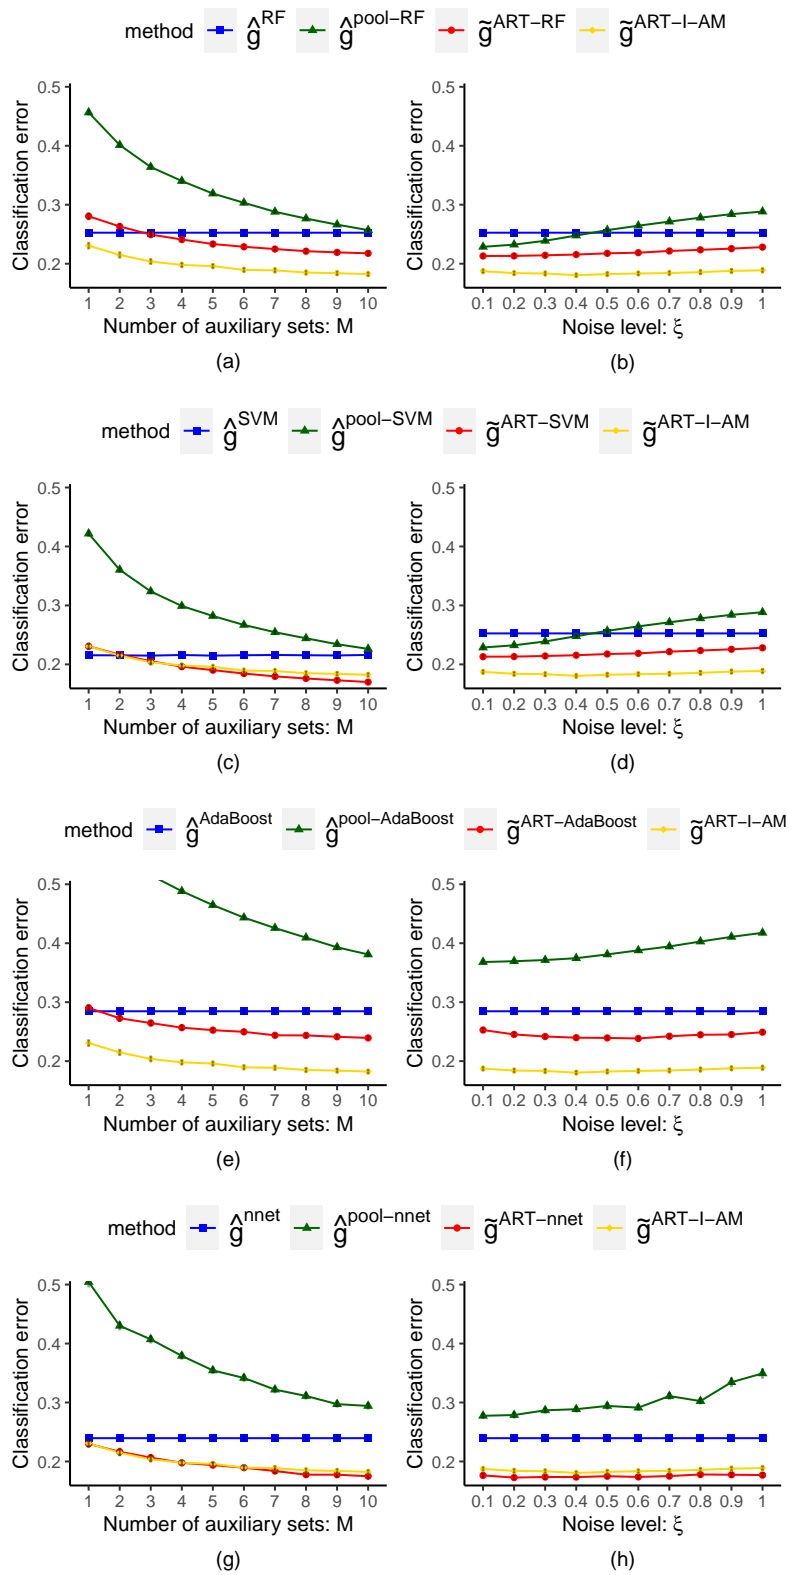 method ĝ^RF ĝ^pool−RF g̃^ART−RF g̃^ART−I−AM
0.5
0.4
0.3
0.2
Classification error
1 2 3 4 5 6 7 8 9 10
Number of auxiliary sets: M
(a)
0.5
0.4
0.3
0.2
Classification error
0.1 0.2 0.3 0.4 0.5 0.6 0.7 0.8 0.9 1
Noise level: ξ
(b)
method ĝ^SVM ĝ^pool−SVM g̃^ART−SVM g̃^ART−I−AM
0.5
0.4
0.3
0.2
Classification error
1 2 3 4 5 6 7 8 9 10
Number of auxiliary sets: M
(c)
0.5
0.4
0.3
0.2
Classification error
0.1 0.2 0.3 0.4 0.5 0.6 0.7 0.8 0.9 1
Noise level: ξ
(d)
method ĝ^AdaBoost ĝ^pool−AdaBoost g̃^ART−AdaBoost g̃^ART−I−AM
0.5
0.4
0.3
0.2
Classification error
1 2 3 4 5 6 7 8 9 10
Number of auxiliary sets: M
(e)
0.5
0.4
0.3
0.2
Classification error
0.1 0.2 0.3 0.4 0.5 0.6 0.7 0.8 0.9 1
Noise level: ξ
(f)
method ĝ^nnet ĝ^pool−nnet g̃^ART−nnet g̃^ART−I−AM
0.5
0.4
0.3
0.2
Classification error
1 2 3 4 5 6 7 8 9 10
Number of auxiliary sets: M
(g)
0.5
0.4
0.3
0.2
Classification error
0.1 0.2 0.3 0.4 0.5 0.6 0.7 0.8 0.9 1
Noise level: ξ
(h)